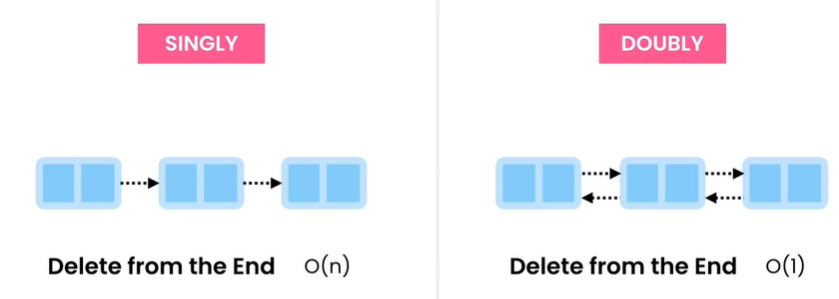 SINGLY
Delete from the End O(n)
DOUBLY
Delete from the End O(1)